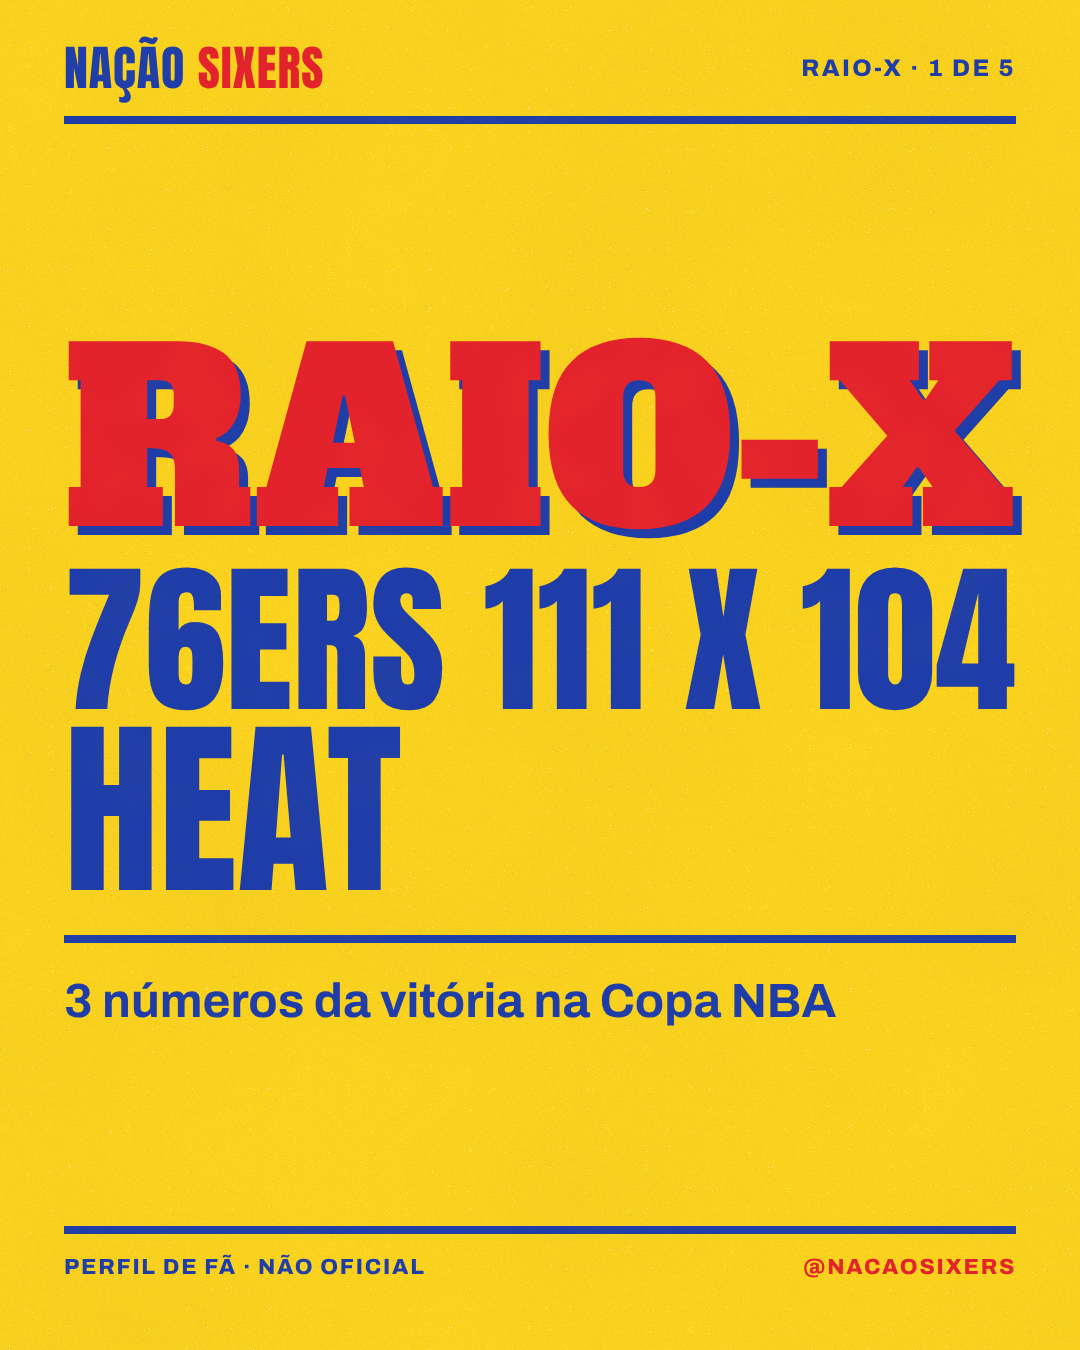 NAÇÃO SIXERS
RAIO-X · 1 DE 5
RAIO-X
76ERS 111 X 104
HEAT
3 números da vitória na Copa NBA
PERFIL DE FÃ · NÃO OFICIAL
@NACAOSIXERS